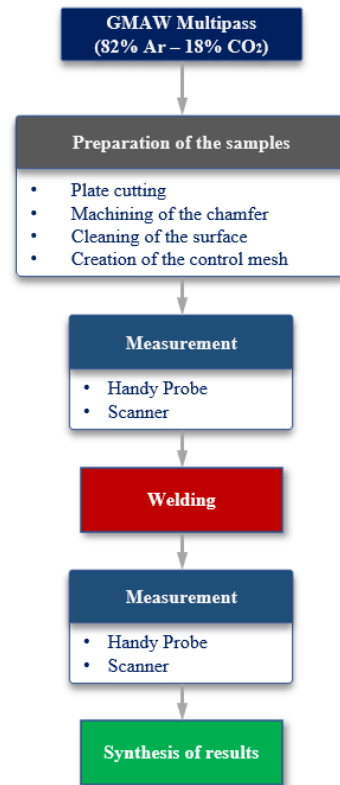 GMAW Multipass
(82% Ar – 18% CO₂)
Preparation of the samples
• Plate cutting
• Machining of the chamfer
• Cleaning of the surface
• Creation of the control mesh
Measurement
• Handy Probe
• Scanner
Welding
Measurement
• Handy Probe
• Scanner
Synthesis of results